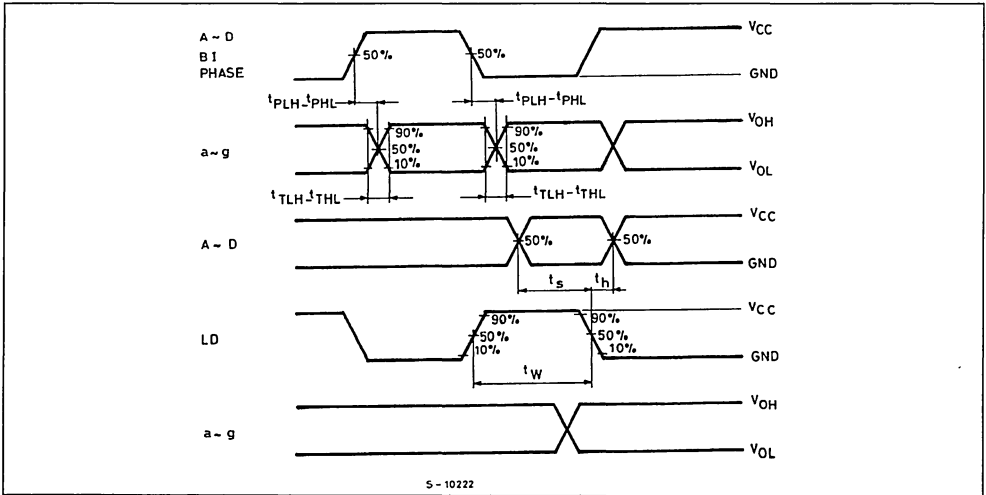 A ~ D
BI
PHASE
50%
50%
VCC
GND
tPLH-tPHL
tPLH-tPHL
a~g
90%
50%
10%
90%
50%
10%
VOH
VOL
tTLH-tTHL
tTLH-tTHL
A ~ D
50%
50%
VCC
GND
ts
th
LD
90%
50%
10%
90%
50%
10%
VCC
GND
tW
a~g
VOH
VOL
S-10222